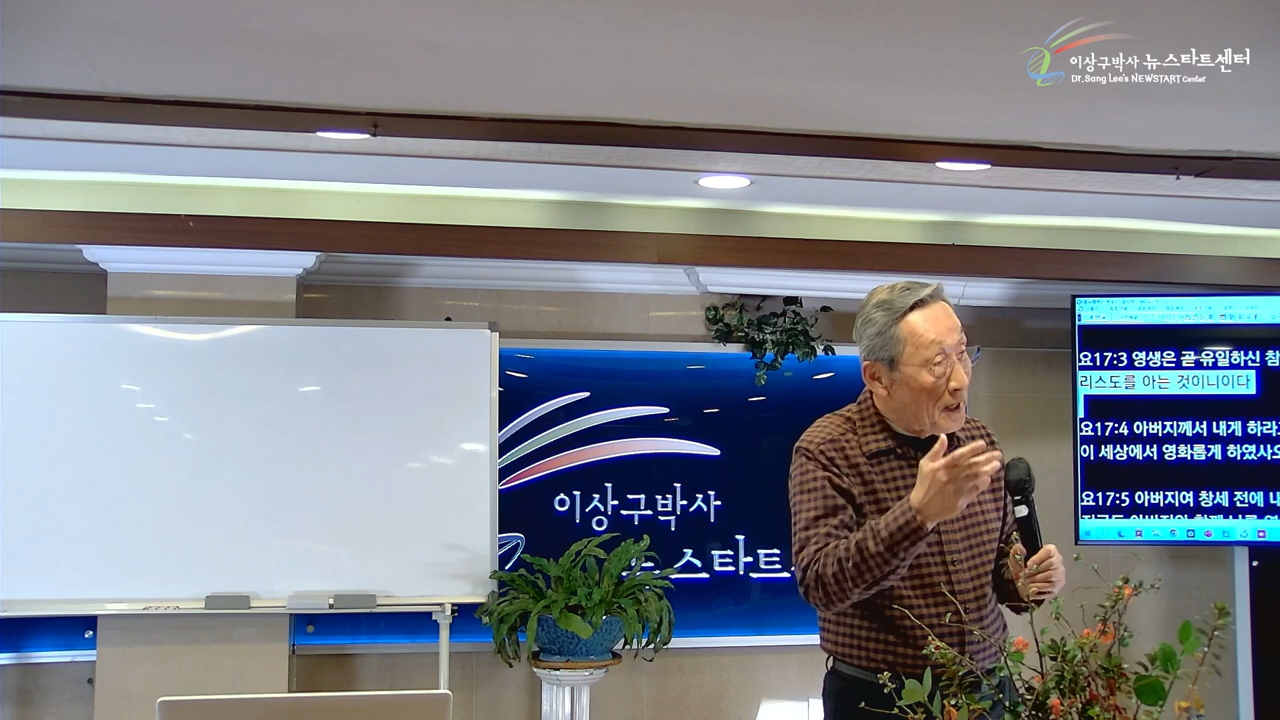 이상구박사 뉴스타트센터
Dr. Sang Lee's NEWSTART Center
요17:3 영생은 곧 유일하신 참
리스도를 아는 것이니이다
요17:4 아버지께서 내게 하라
이 세상에서 영화롭게 하였사오
요17:5 아버지여 창세 전에 내
이상구박사
스타트